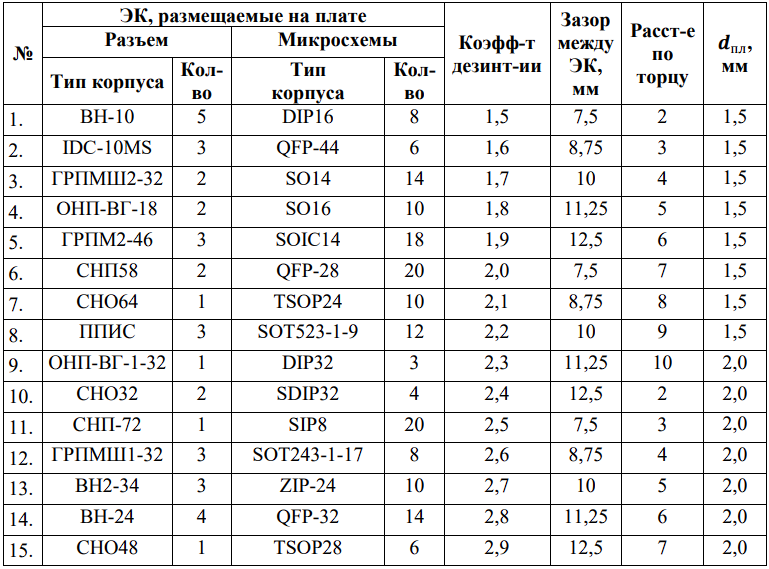 № ЭК, размещаемые на плате Коэфф-т дезинт-ии Зазор между ЭК, мм Расст-е по торцу dпл, мм
Разъем Микросхемы
Тип корпуса Кол-во Тип корпуса Кол-во
1. BH-10 5 DIP16 8 1,5 7,5 2 1,5
2. IDC-10MS 3 QFP-44 6 1,6 8,75 3 1,5
3. ГРПМШ2-32 2 SO14 14 1,7 10 4 1,5
4. ОНП-ВГ-18 2 SO16 10 1,8 11,25 5 1,5
5. ГРПМ2-46 3 SOIC14 18 1,9 12,5 6 1,5
6. СНП58 2 QFP-28 20 2,0 7,5 7 1,5
7. СНО64 1 TSOP24 10 2,1 8,75 8 1,5
8. ППИС 3 SOT523-1-9 12 2,2 10 9 1,5
9. ОНП-ВГ-1-32 1 DIP32 3 2,3 11,25 10 2,0
10. СНО32 2 SDIP32 4 2,4 12,5 2 2,0
11. СНП-72 1 SIP8 20 2,5 7,5 3 2,0
12. ГРПМШ1-32 3 SOT243-1-17 8 2,6 8,75 4 2,0
13. BH2-34 3 ZIP-24 10 2,7 10 5 2,0
14. BH-24 4 QFP-32 14 2,8 11,25 6 2,0
15. СНО48 1 TSOP28 6 2,9 12,5 7 2,0